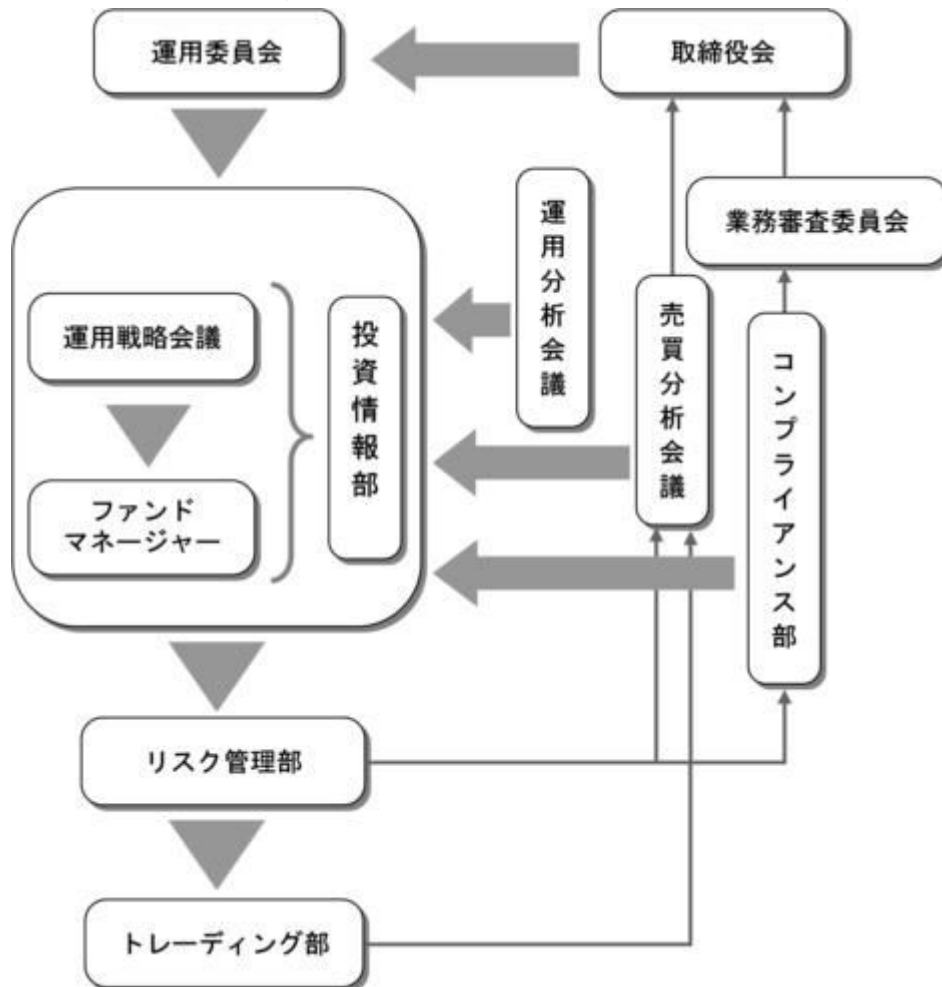 運用委員会
取締役会
業務審査委員会
運用分析会議
売買分析会議
コンプライアンス部
運用戦略会議
投資情報部
ファンド
マネージャー
リスク管理部
トレーディング部